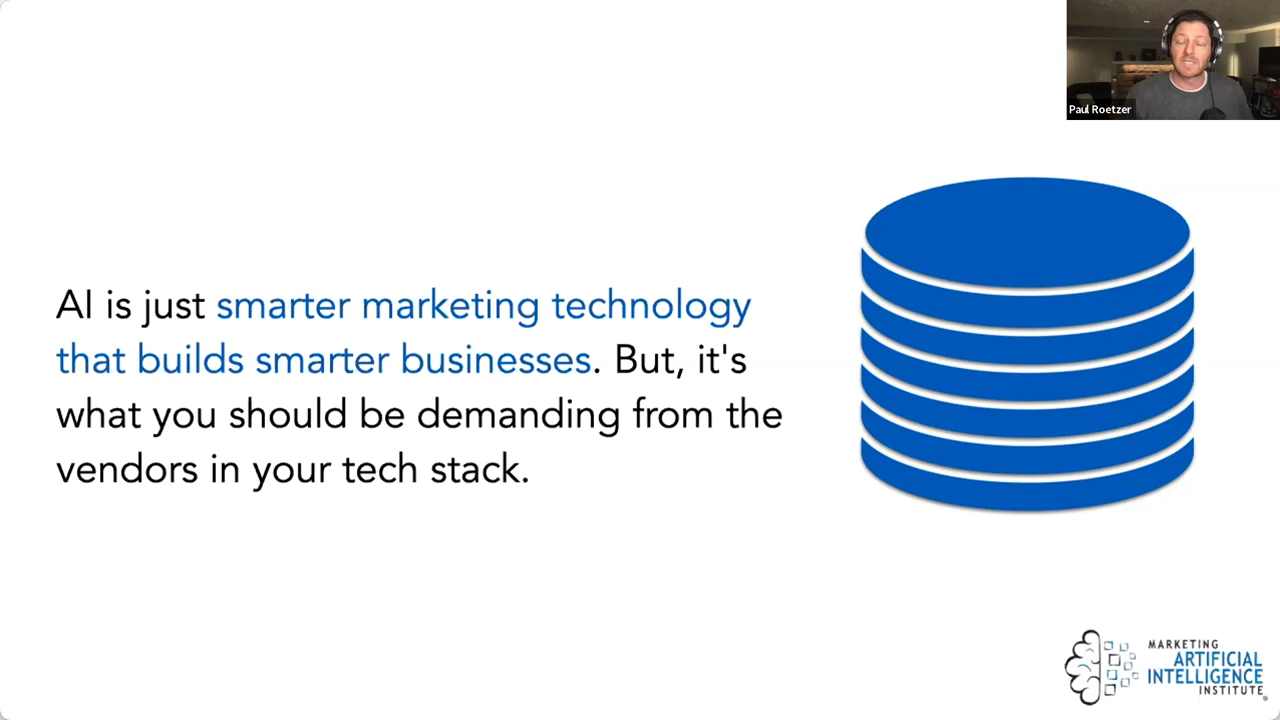 Paul Roetzer
AI is just smarter marketing technology
that builds smarter businesses. But, it's
what you should be demanding from the
vendors in your tech stack.
MARKETING
ARTIFICIAL
INTELLIGENCE
INSTITUTE